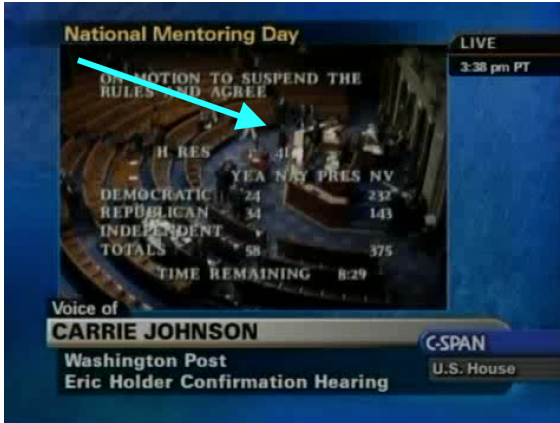 National Mentoring Day
LIVE
3:38 pm PT
ON MOTION TO SUSPEND THE
RULES AND AGREE
H RES 41
YEA NAY PRES NV
DEMOCRATIC 24 232
REPUBLICAN 34 143
INDEPENDENT
TOTALS 58 375
TIME REMAINING 8:29
Voice of
CARRIE JOHNSON
Washington Post
Eric Holder Confirmation Hearing
C-SPAN
U.S. House